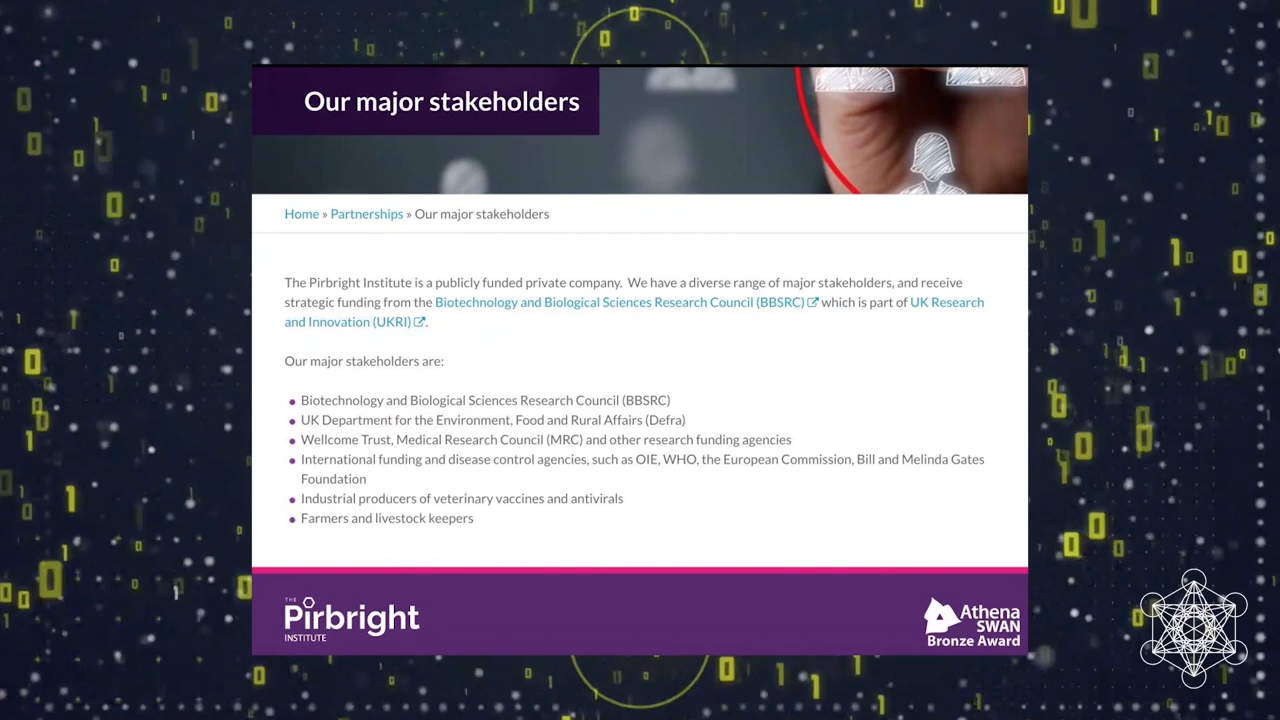 Our major stakeholders
Home » Partnerships » Our major stakeholders
The Pirbright Institute is a publicly funded private company. We have a diverse range of major stakeholders, and receive
strategic funding from the Biotechnology and Biological Sciences Research Council (BBSRC) which is part of UK Research
and Innovation (UKRI).
Our major stakeholders are:
Biotechnology and Biological Sciences Research Council (BBSRC)
UK Department for the Environment, Food and Rural Affairs (Defra)
Wellcome Trust, Medical Research Council (MRC) and other research funding agencies
International funding and disease control agencies, such as OIE, WHO, the European Commission, Bill and Melinda Gates
Foundation
Industrial producers of veterinary vaccines and antivirals
Farmers and livestock keepers
THE
Pirbright
INSTITUTE
Athena
SWAN
Bronze Award